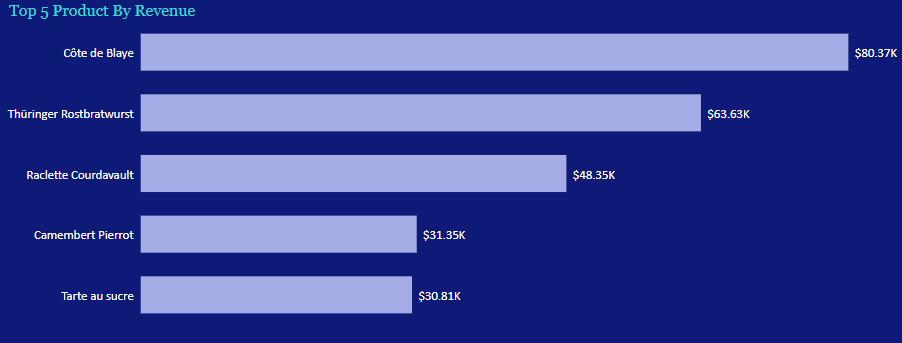 Top 5 Product By Revenue
Côte de Blaye $80.37K
Thüringer Rostbratwurst $63.63K
Raclette Courdavault $48.35K
Camembert Pierrot $31.35K
Tarte au sucre $30.81K